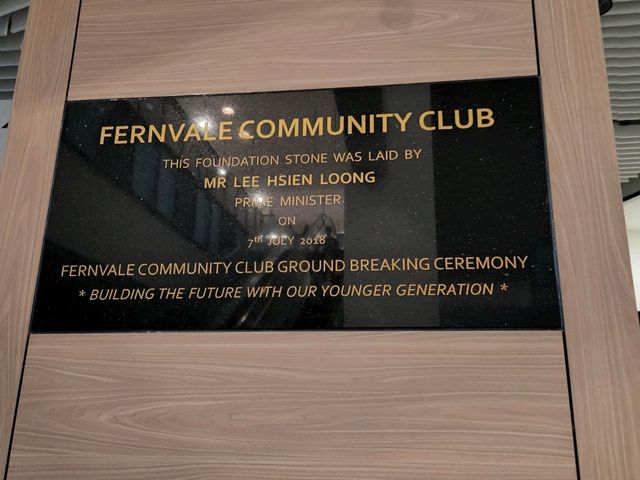 FERNVALE COMMUNITY CLUB
THIS FOUNDATION STONE WAS LAID BY
MR LEE HSIEN LOONG
PRIME MINISTER
ON
7th JULY 2018
FERNVALE COMMUNITY CLUB GROUND BREAKING CEREMONY
* BUILDING THE FUTURE WITH OUR YOUNGER GENERATION *